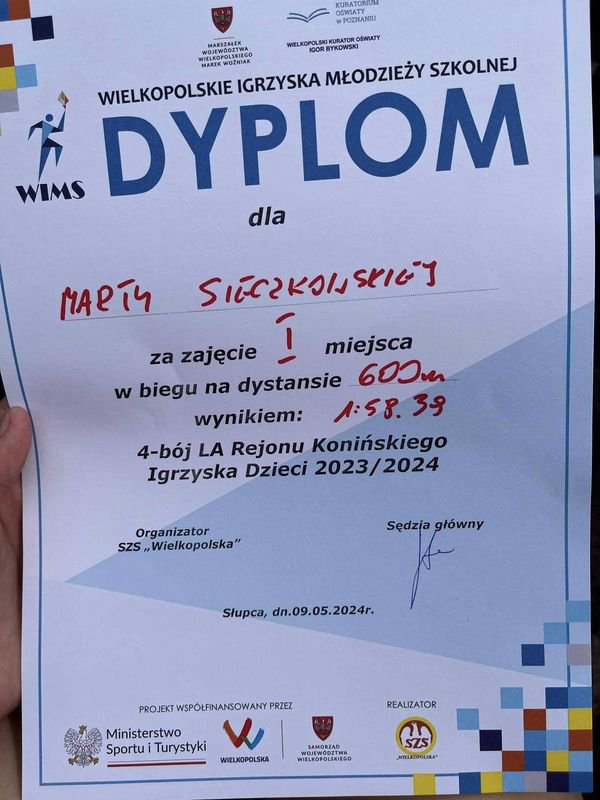 MARSZAŁEK
WOJEWÓDZTWA
WIELKOPOLSKIEGO
MAREK WOŹNIAK
KURATORIUM
OŚWIATY
W POZNANIU
WIELKOPOLSKI KURATOR OŚWIATY
IGOR BYKOWSKI
WIELKOPOLSKIE IGRZYSKA MŁODZIEŻY SZKOLNEJ
WIMS
DYPLOM
dla
MARTY SIECZKOWSKIEJ
za zajęcie I miejsca
w biegu na dystansie 600m
wynikiem: 1:58.39
4-bój LA Rejonu Konińskiego
Igrzyska Dzieci 2023/2024
Organizator
SZS „Wielkopolska”
Sędzia główny
Słupca, dn.09.05.2024r.
PROJEKT WSPÓŁFINANSOWANY PRZEZ
REALIZATOR
Ministerstwo
Sportu i Turystyki
WIELKOPOLSKA
SAMORZĄD
WOJEWÓDZTWA
WIELKOPOLSKIEGO
SZS
„WIELKOPOLSKA”